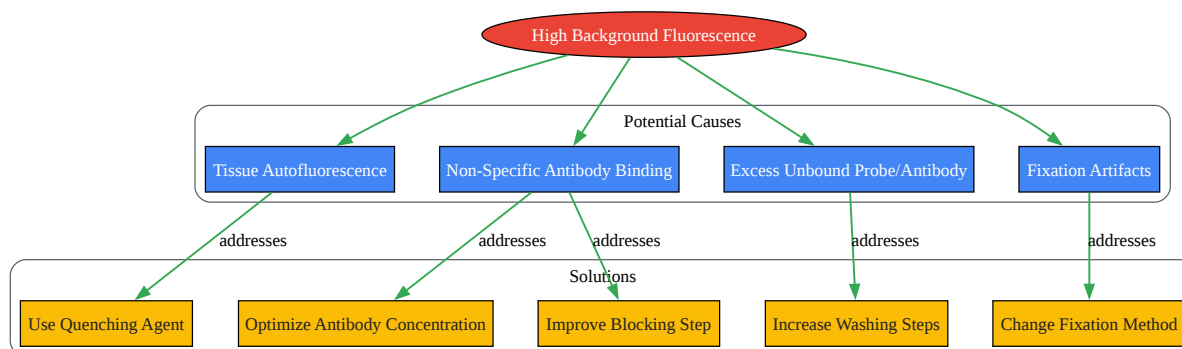 High Background Fluorescence
Potential Causes
Tissue Autofluorescence
Non-Specific Antibody Binding
Excess Unbound Probe/Antibody
Fixation Artifacts
addresses
addresses
addresses
addresses
addresses
Solutions
Use Quenching Agent
Optimize Antibody Concentration
Improve Blocking Step
Increase Washing Steps
Change Fixation Method